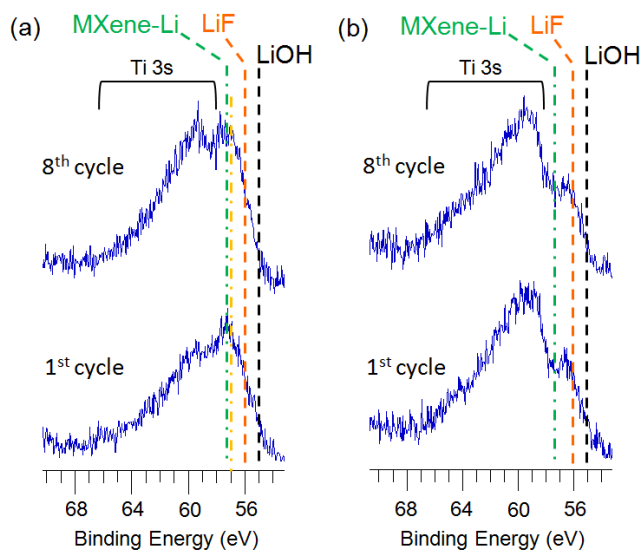 (a)
MXene-Li
LiF
LiOH
Ti 3s
8th cycle
1st cycle
68 64 60 56
Binding Energy (eV)
(b)
MXene-Li
LiF
LiOH
Ti 3s
8th cycle
1st cycle
68 64 60 56
Binding Energy (eV)